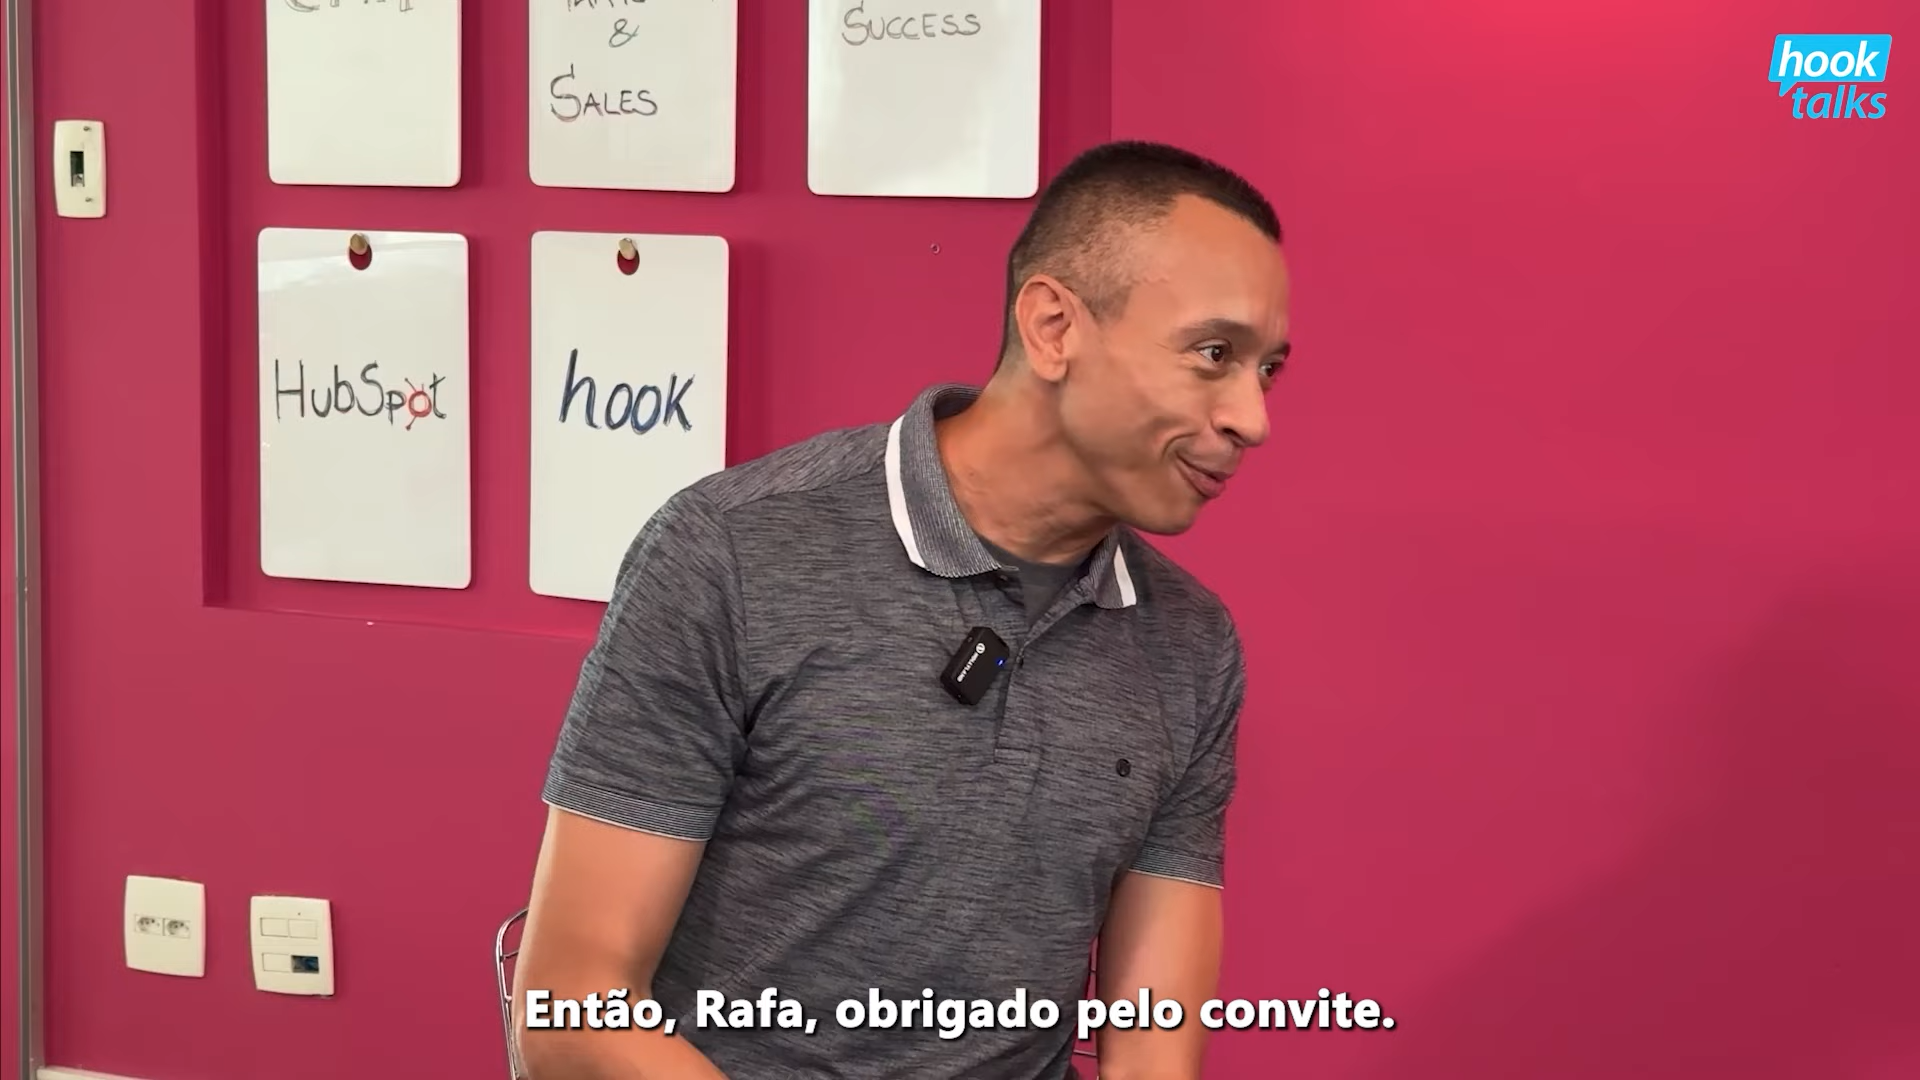 &
SALES
SUCCESS
hook
talks
HubSpot
hook
Então, Rafa, obrigado pelo convite.